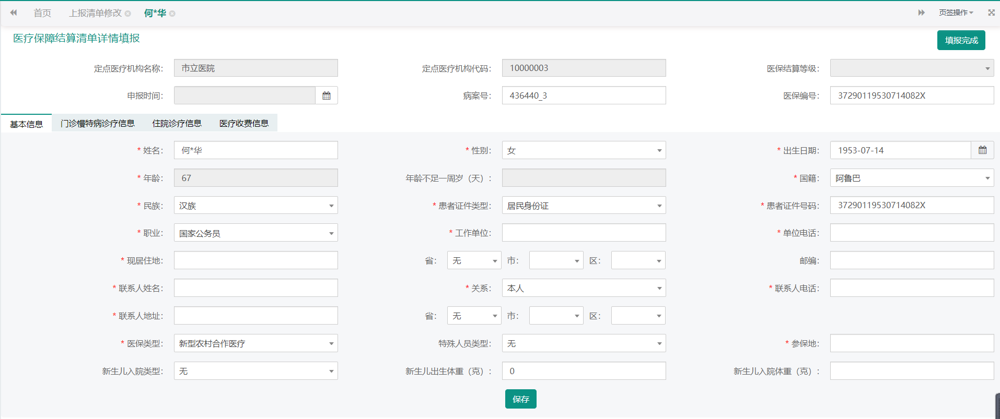 首页 上报清单修改 何*华 页签操作
医疗保障结算清单详情填报 填报完成
定点医疗机构名称： 市立医院 定点医疗机构代码： 10000003 医保结算等级：
申报时间： 病案号： 436440_3 医保编号： 37290119530714082X
基本信息 门诊慢特病诊疗信息 住院诊疗信息 医疗收费信息
* 姓名： 何*华 * 性别： 女 * 出生日期： 1953-07-14
* 年龄： 67 年龄不足一周岁（天）： * 国籍： 阿鲁巴
* 民族： 汉族 * 患者证件类型： 居民身份证 * 患者证件号码： 37290119530714082X
* 职业： 国家公务员 * 工作单位： * 单位电话：
* 现居住地： 省： 无 市： 区： 邮编：
* 联系人姓名： * 关系： 本人 * 联系人电话：
* 联系人地址： 省： 无 市： 区：
* 医保类型： 新型农村合作医疗 特殊人员类型： 无 * 参保地：
新生儿入院类型： 无 新生儿出生体重（克）： 0 新生儿入院体重（克）：
保存